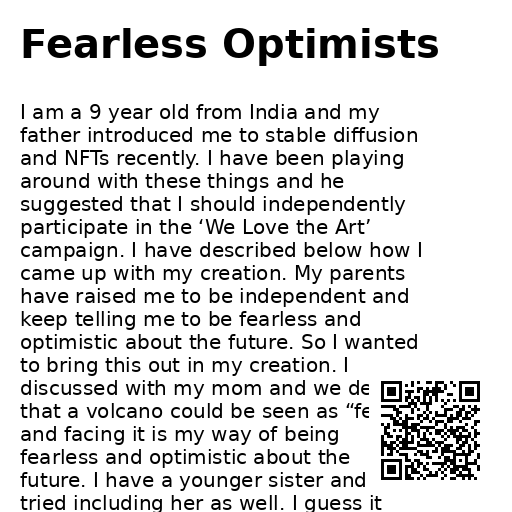 Fearless Optimists
I am a 9 year old from India and my
father introduced me to stable diffusion
and NFTs recently. I have been playing
around with these things and he
suggested that I should independently
participate in the ‘We Love the Art’
campaign. I have described below how I
came up with my creation. My parents
have raised me to be independent and
keep telling me to be fearless and
optimistic about the future. So I wanted
to bring this out in my creation. I
discussed with my mom and we
that a volcano could be seen as
and facing it is my way of being
fearless and optimistic about the
future. I have a younger sister and
tried including her as well. I guess it